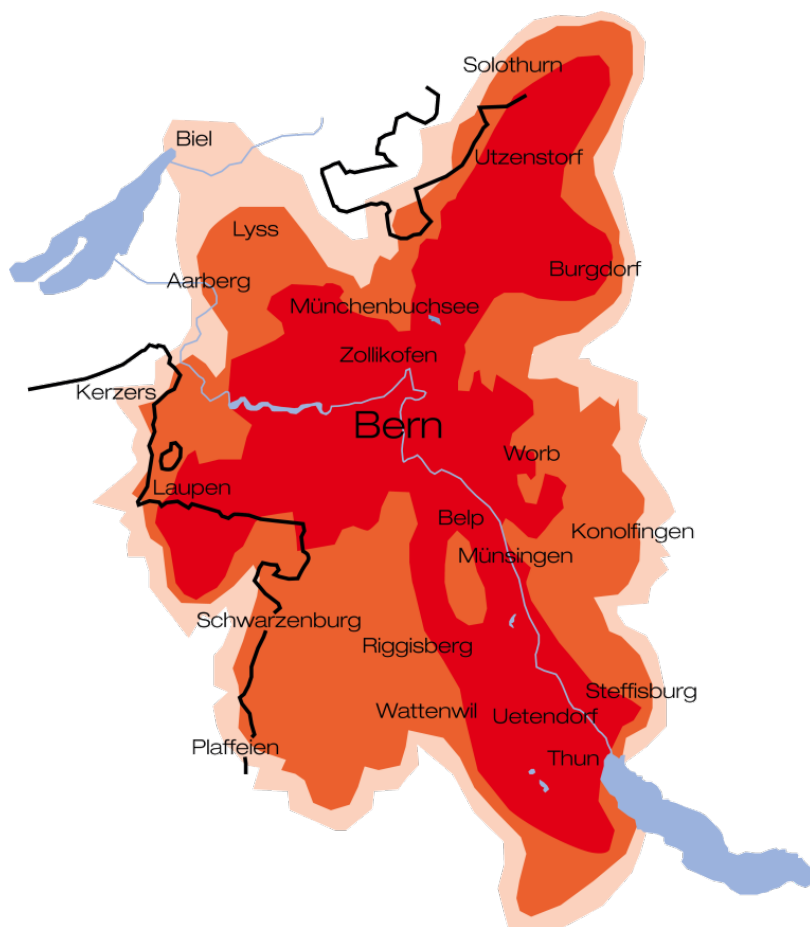 Solothurn
Biel
Utzenstorf
Lyss
Burgdorf
Aarberg
Münchenbuchsee
Zollikofen
Kerzers
Bern
Worb
Laupen
Belp
Konolfingen
Münsingen
Schwarzenburg
Riggisberg
Steffisburg
Wattenwil
Uetendorf
Plaffeien
Thun